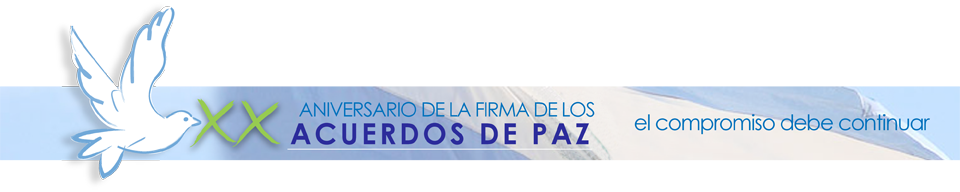 XX ANIVERSARIO DE LA FIRMA DE LOS
ACUERDOS DE PAZ
el compromiso debe continuar